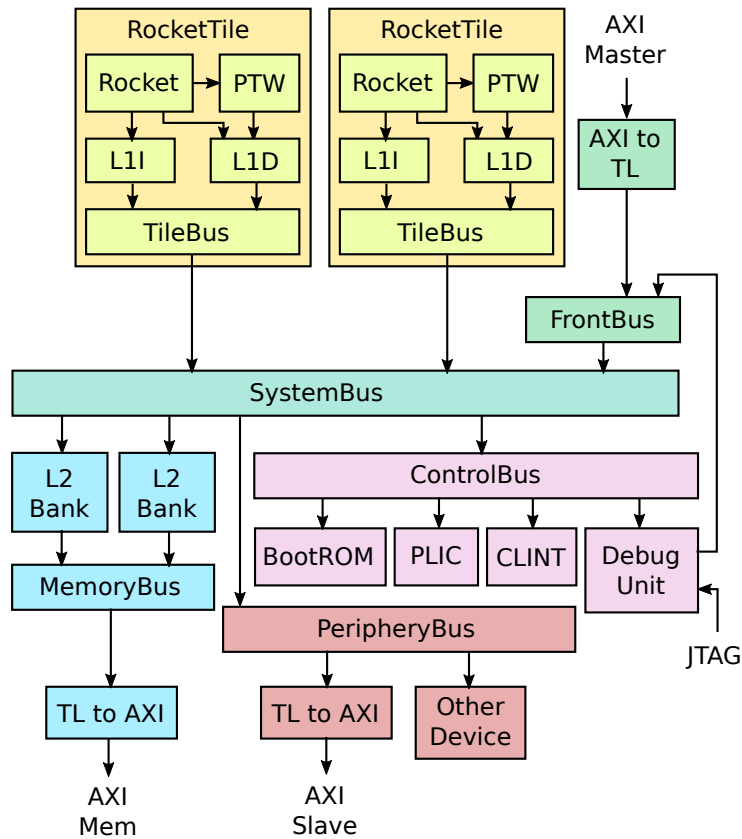 RocketTile
RocketTile
AXI
Master
Rocket
PTW
Rocket
PTW
L1I
L1D
L1I
L1D
AXI to
TL
TileBus
TileBus
FrontBus
SystemBus
L2
Bank
L2
Bank
ControlBus
BootROM
PLIC
CLINT
Debug
Unit
MemoryBus
PeripheryBus
JTAG
TL to AXI
TL to AXI
Other
Device
AXI
Mem
AXI
Slave